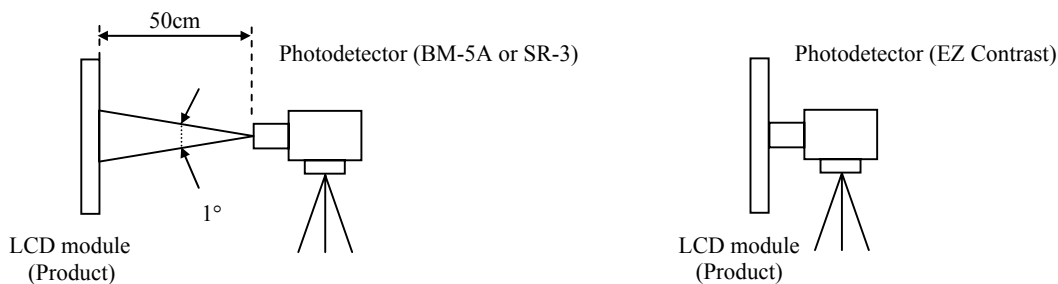 50cm
Photodetector (BM-5A or SR-3)
1°
LCD module
(Product)
Photodetector (EZ Contrast)
LCD module
(Product)